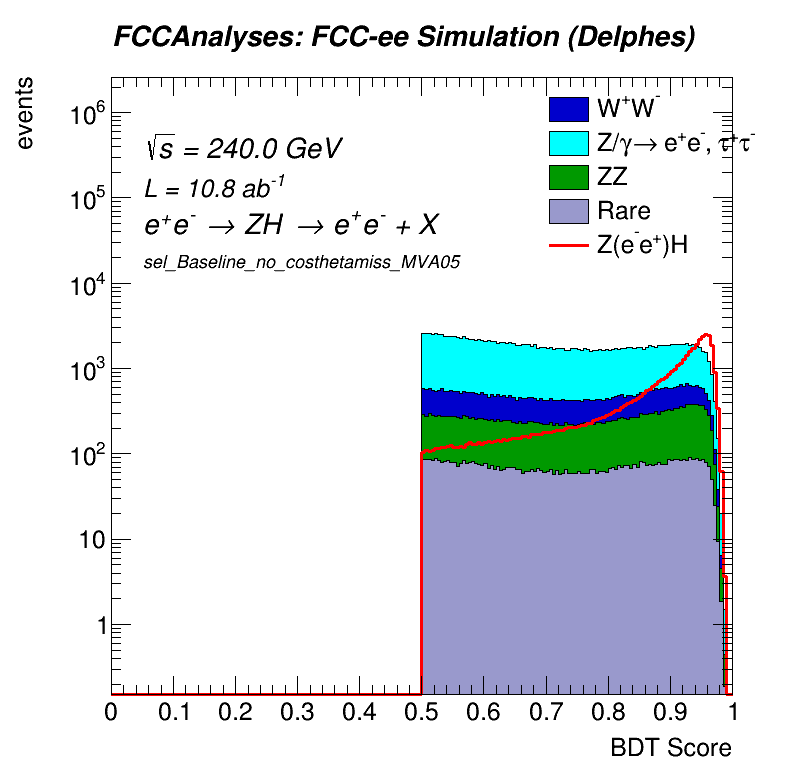 FCCAnalyses: FCC-ee Simulation (Delphes)
events
10⁶
10⁵
10⁴
10³
10²
10
1
√s = 240.0 GeV
L = 10.8 ab⁻¹
e⁺e⁻ → ZH → e⁺e⁻ + X
sel_Baseline_no_costhetamiss_MVA05
W⁺W⁻
Z/γ→ e⁺e⁻, τ⁺τ⁻
ZZ
Rare
Z(e⁻e⁺)H
0 0.1 0.2 0.3 0.4 0.5 0.6 0.7 0.8 0.9 1
BDT Score